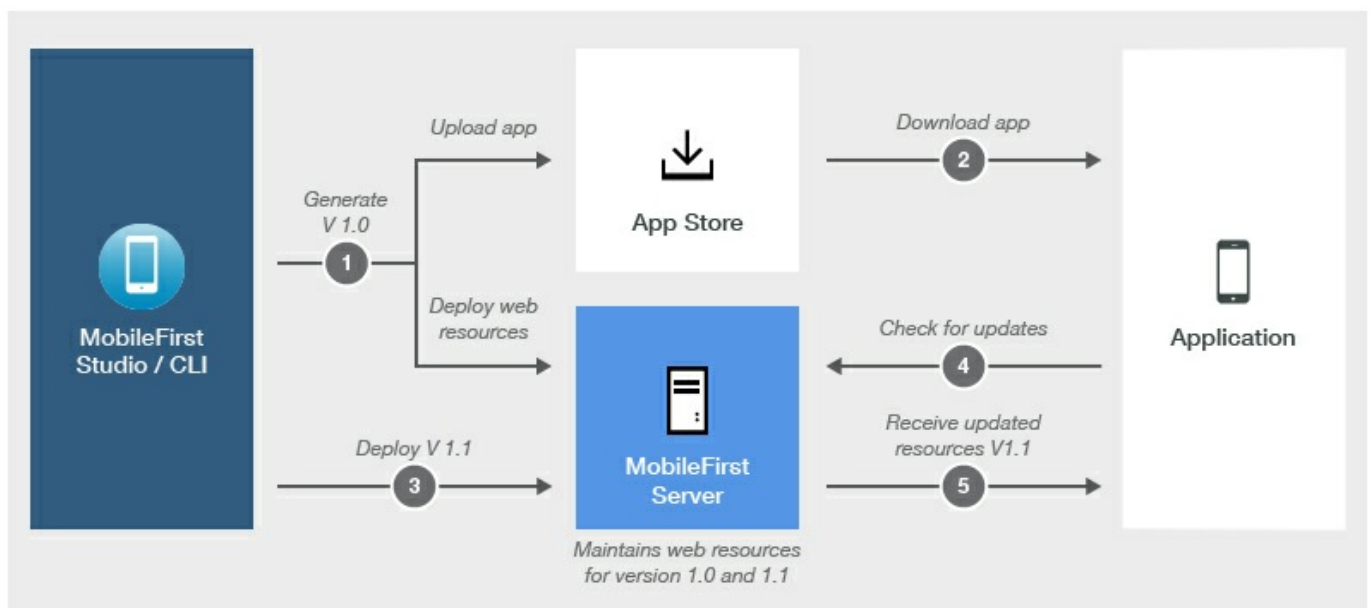 MobileFirst
Studio / CLI
Generate
V 1.0
1
Upload app
Deploy web
resources
App Store
Download app
2
Deploy V 1.1
3
MobileFirst
Server
Maintains web resources
for version 1.0 and 1.1
Check for updates
4
Receive updated
resources V1.1
5
Application